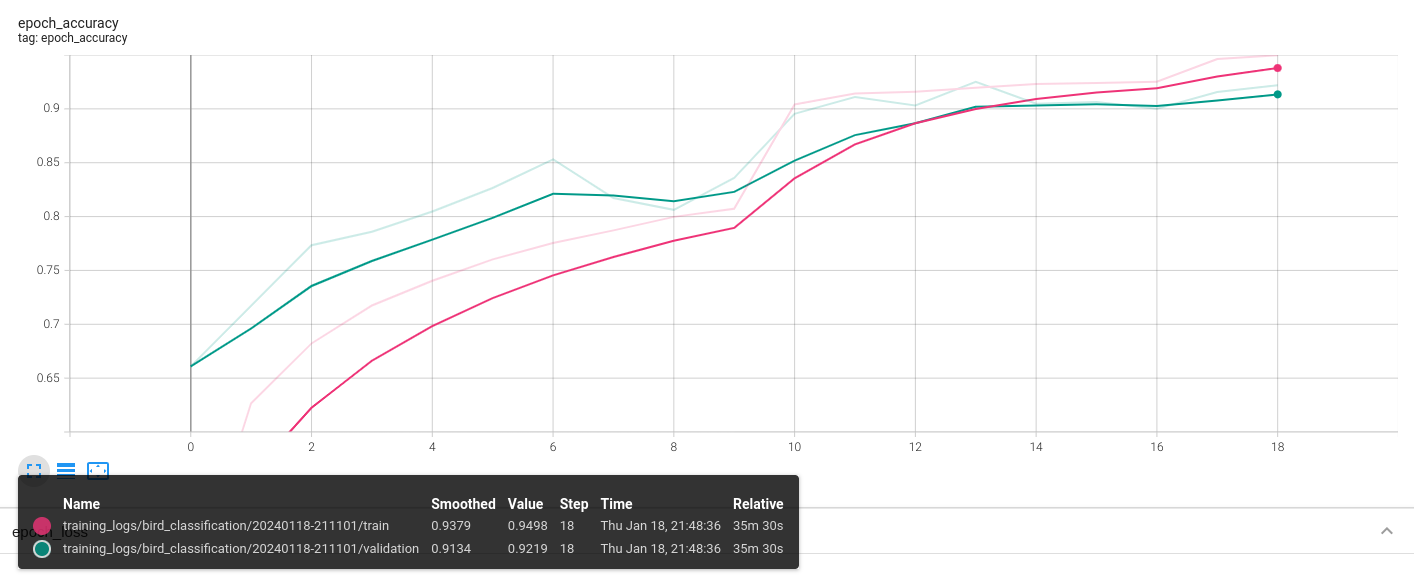 epoch_accuracy
tag: epoch_accuracy
0.9
0.85
0.8
0.75
0.7
0.65
0 2 4 6 8 10 12 14 16 18
Name Smoothed Value Step Time Relative
training_logs/bird_classification/20240118-211101/train 0.9379 0.9498 18 Thu Jan 18, 21:48:36 35m 30s
epoch_loss
training_logs/bird_classification/20240118-211101/validation 0.9134 0.9219 18 Thu Jan 18, 21:48:36 35m 30s